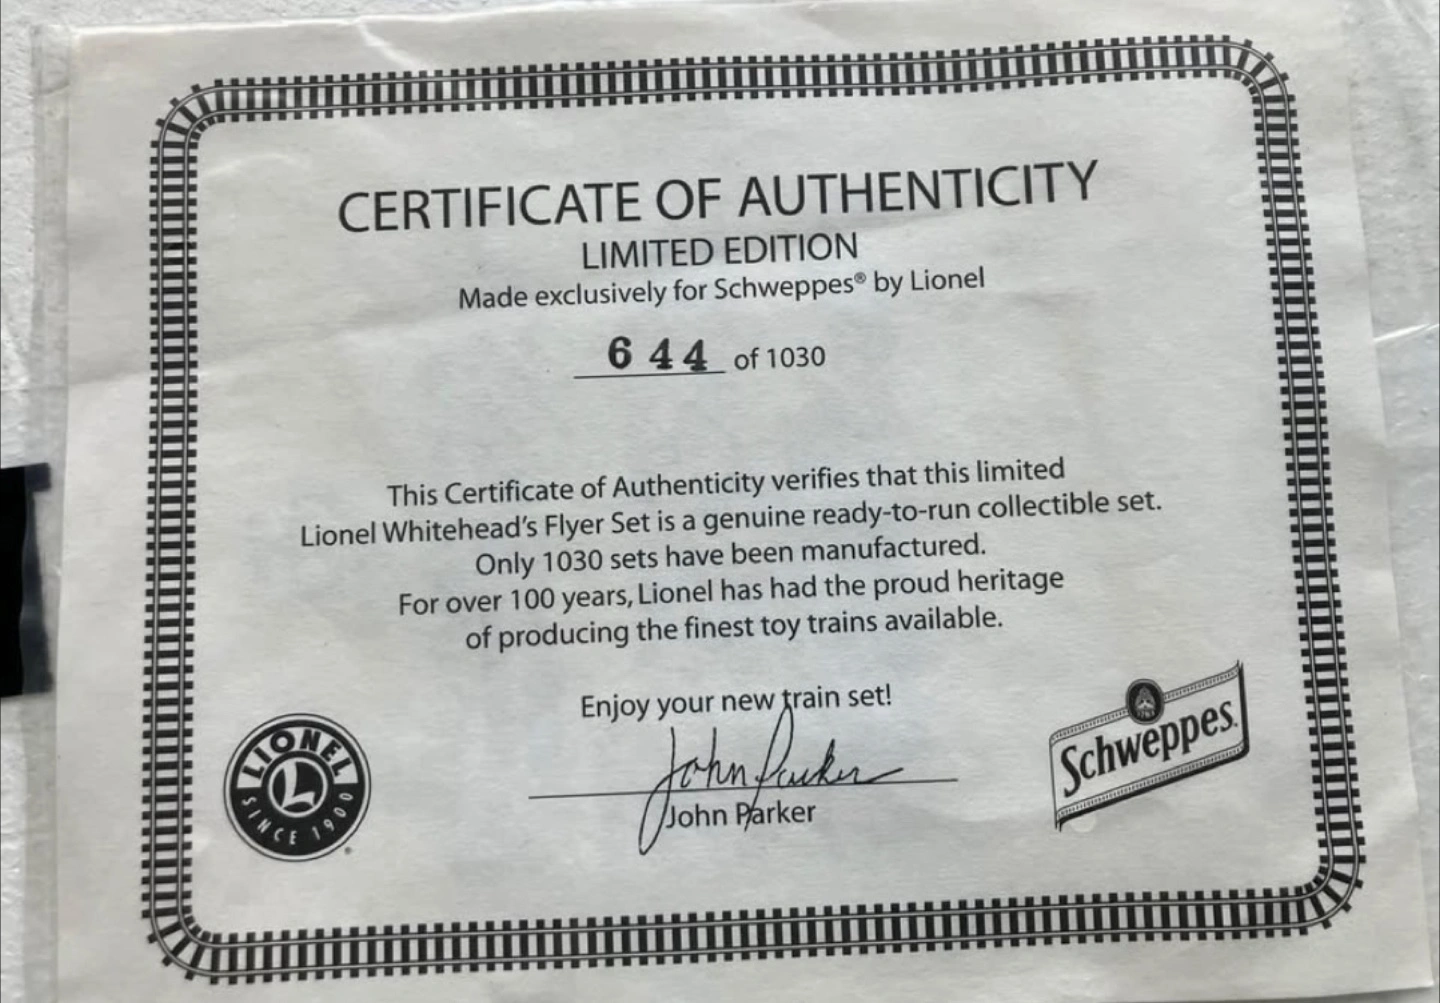 CERTIFICATE OF AUTHENTICITY
LIMITED EDITION
Made exclusively for Schweppes® by Lionel
644 of 1030
This Certificate of Authenticity verifies that this limited
Lionel Whitehead's Flyer Set is a genuine ready-to-run collectible set.
Only 1030 sets have been manufactured.
For over 100 years, Lionel has had the proud heritage
of producing the finest toy trains available.
Enjoy your new train set!
John Parker
John Parker
LIONEL
L
SINCE 1900
®
Schweppes